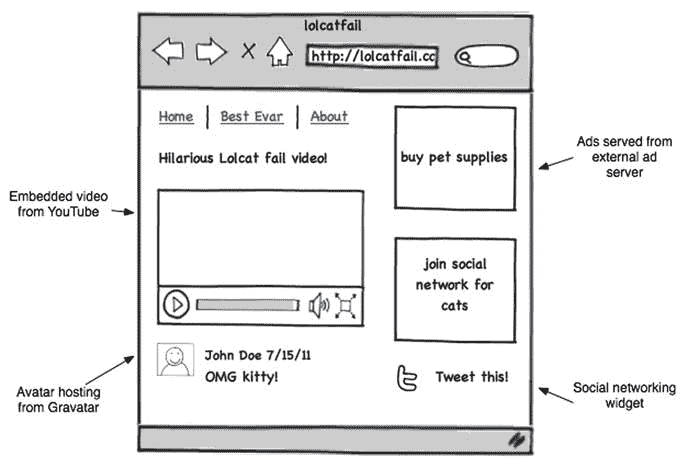 lolcatfail
http://lolcatfail.cc
Home Best Evar About
Hilarious Lolcat fail video!
buy pet supplies
Ads served from
external ad
server
Embedded video
from YouTube
join social
network for
cats
John Doe 7/15/11
OMG kitty!
Tweet this!
Avatar hosting
from Gravatar
Social networking
widget